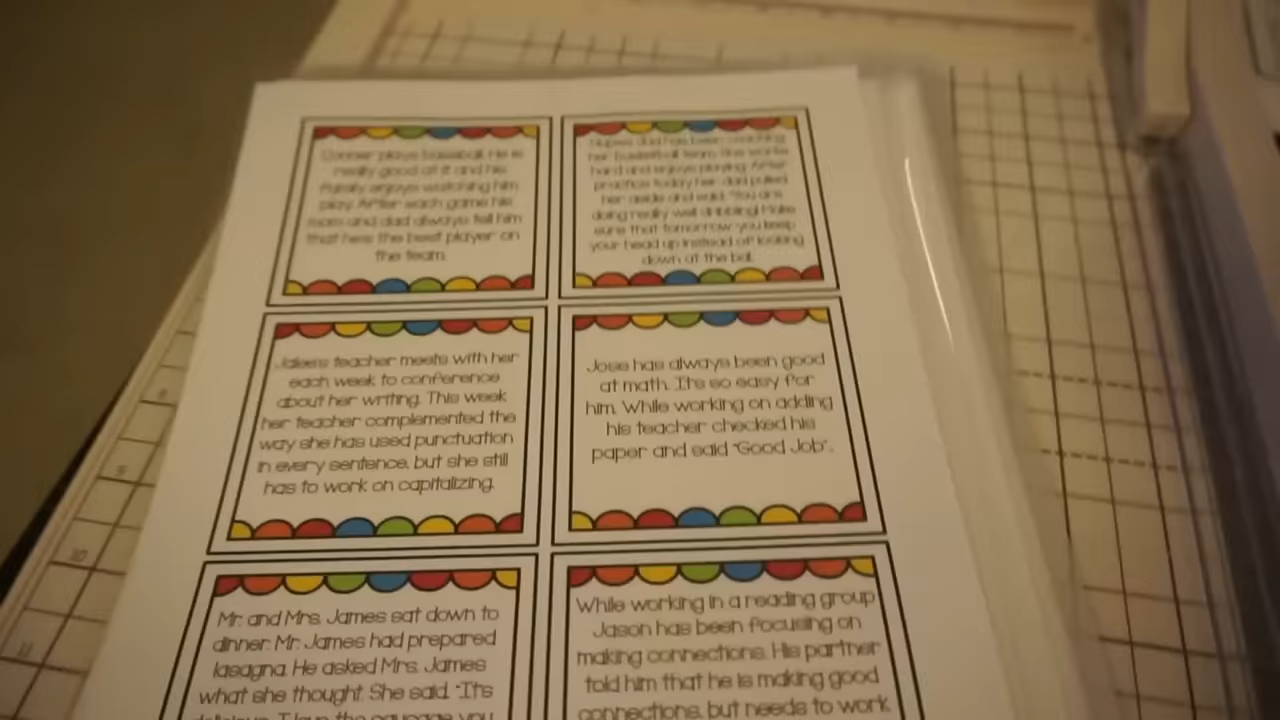 Conner plays baseball. He is
really good at it and his
family enjoys watching him
play. After each game his
mom and dad always tell him
that he's the best player on
the team.
dad has been coaching
her basketball team. She works
hard and enjoys playing. After
practice today her dad pulled
her aside and said, "You are
doing really well dribbling! Make
sure that tomorrow you keep
your head up instead of looking
down at the ball.
teacher meets with her
each week to conference
about her writing. This week
her teacher complemented the
way she has used punctuation
in every sentence, but she still
has to work on capitalizing.
Jose has always been good
at math. It's so easy for
him. While working on adding
his teacher checked his
paper and said "Good Job".
Mr. and Mrs. James sat down to
dinner. Mr. James had prepared
lasagna. He asked Mrs. James
what she thought. She said, "It's
While working in a reading group
Jason has been focusing on
making connections. His partner
told him that he is making good
connections, but needs to work
9
10
11